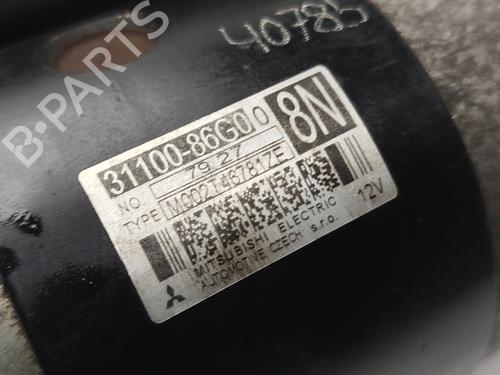 40785
B-PARTS
31100-86G00
8N
NO 7927
TYPE M002T46781ZE
12V
MITSUBISHI ELECTRIC
AUTOMOTIVE CZECH s.r.o.